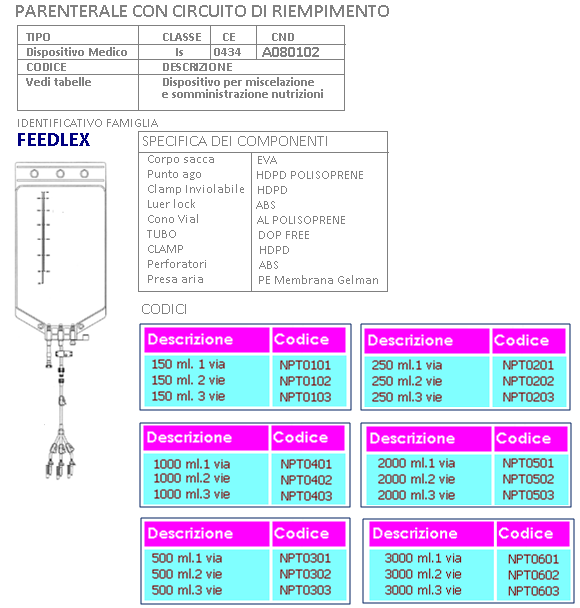 PARENTERALE CON CIRCUITO DI RIEMPIMENTO
TIPO CLASSE CE CND
Dispositivo Medico Is 0434 A080102
CODICE DESCRIZIONE
Vedi tabelle Dispositivo per miscelazione
e somministrazione nutrizioni
IDENTIFICATIVO FAMIGLIA
FEEDLEX
SPECIFICA DEI COMPONENTI
Corpo sacca EVA
Punto ago HDPD POLISOPRENE
Clamp Inviolabile HDPD
Luer lock ABS
Cono Vial AL POLISOPRENE
TUBO DOP FREE
CLAMP HDPD
Perforatori ABS
Presa aria PE Membrana Gelman
CODICI
Descrizione Codice
150 ml. 1 via NPT0101
150 ml. 2 vie NPT0102
150 ml. 3 vie NPT0103
Descrizione Codice
250 ml.1 via NPT0201
250 ml.2 vie NPT0202
250 ml.3 vie NPT0203
Descrizione Codice
1000 ml.1 via NPT0401
1000 ml.2 vie NPT0402
1000 ml.3 vie NPT0403
Descrizione Codice
2000 ml.1 via NPT0501
2000 ml.2 vie NPT0502
2000 ml.3 vie NPT0503
Descrizione Codice
500 ml.1 via NPT0301
500 ml.2 vie NPT0302
500 ml.3 vie NPT0303
Descrizione Codice
3000 ml.1 via NPT0601
3000 ml.2 vie NPT0602
3000 ml.3 vie NPT0603